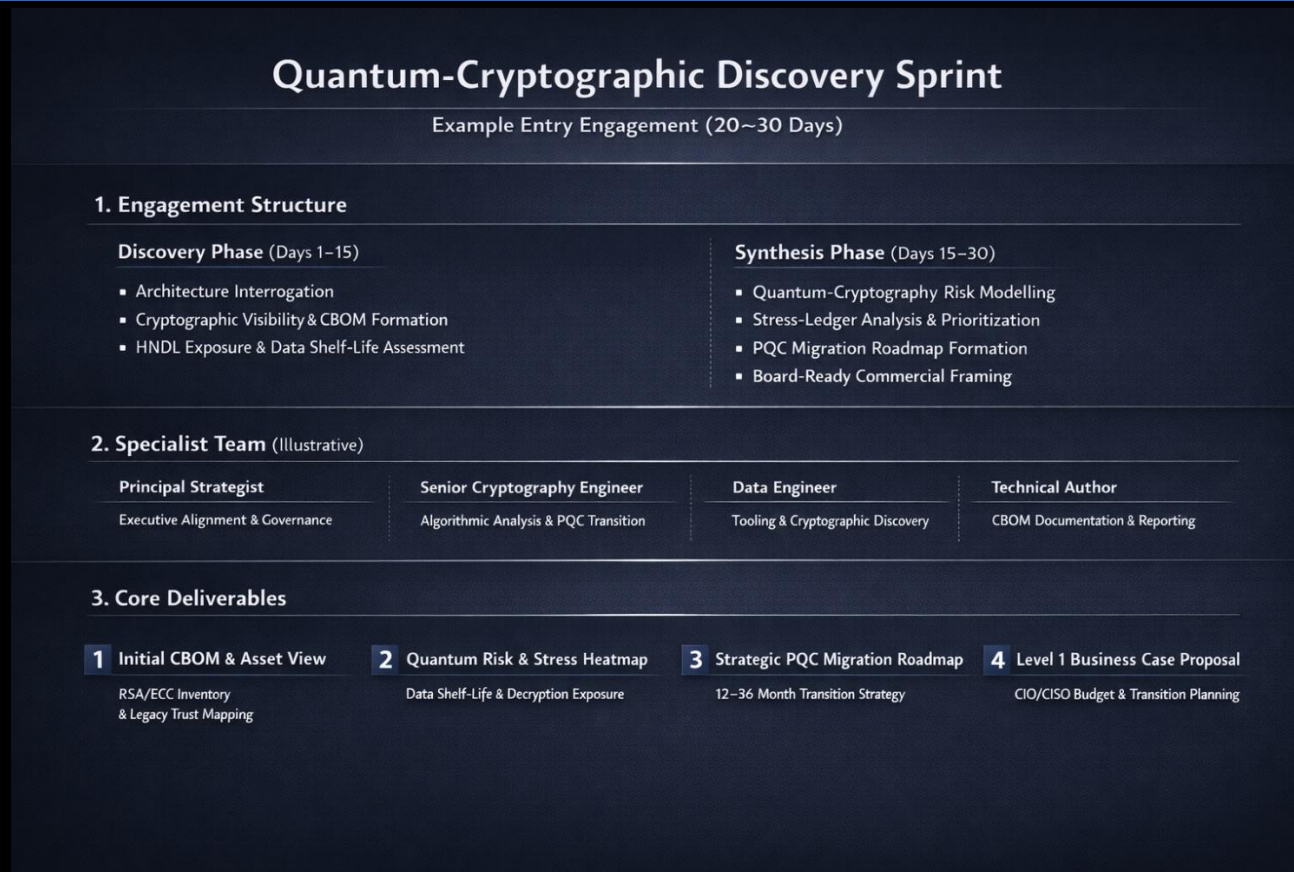 Quantum-Cryptographic Discovery Sprint
Example Entry Engagement (20~30 Days)
1. Engagement Structure
Discovery Phase (Days 1–15)
▪ Architecture Interrogation
▪ Cryptographic Visibility & CBOM Formation
▪ HNDL Exposure & Data Shelf-Life Assessment
Synthesis Phase (Days 15–30)
▪ Quantum-Cryptography Risk Modelling
▪ Stress-Ledger Analysis & Prioritization
▪ PQC Migration Roadmap Formation
▪ Board-Ready Commercial Framing
2. Specialist Team (Illustrative)
Principal Strategist
Executive Alignment & Governance
Senior Cryptography Engineer
Algorithmic Analysis & PQC Transition
Data Engineer
Tooling & Cryptographic Discovery
Technical Author
CBOM Documentation & Reporting
3. Core Deliverables
1 Initial CBOM & Asset View
RSA/ECC Inventory
& Legacy Trust Mapping
2 Quantum Risk & Stress Heatmap
Data Shelf-Life & Decryption Exposure
3 Strategic PQC Migration Roadmap
12–36 Month Transition Strategy
4 Level 1 Business Case Proposal
CIO/CISO Budget & Transition Planning